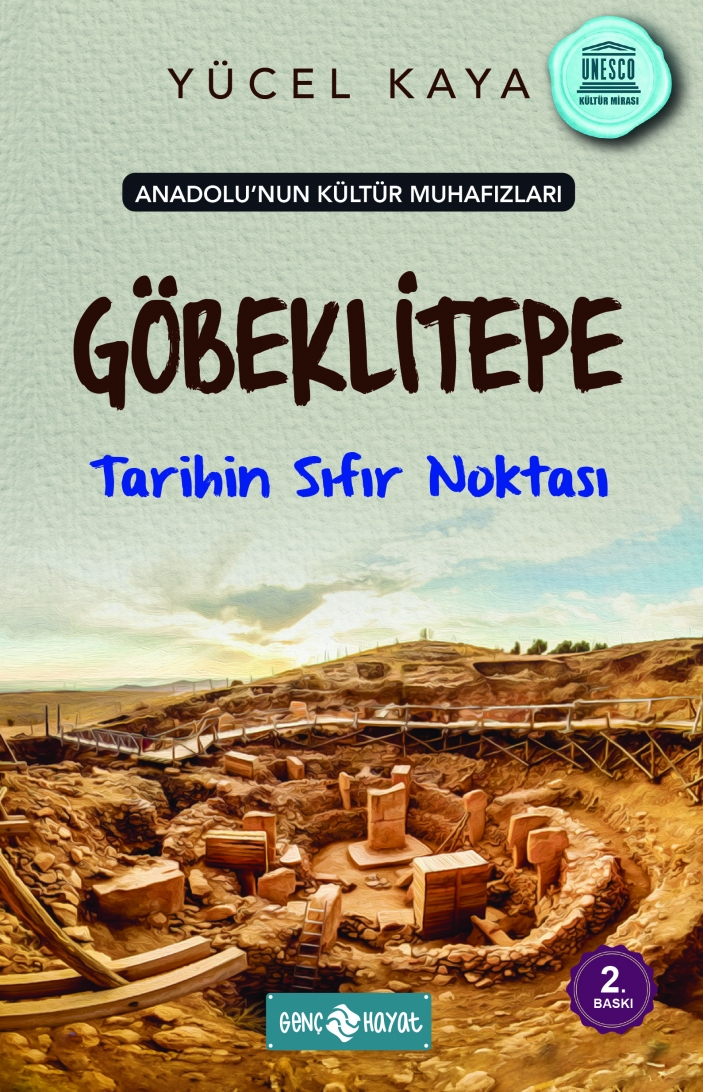 YÜCEL KAYA
UNESCO
KÜLTÜR MİRASI
ANADOLU'NUN KÜLTÜR MUHAFIZLARI
GÖBEKLİTEPE
Tarihin Sıfır Noktası
2.
BASKI
GENÇ HAYAT